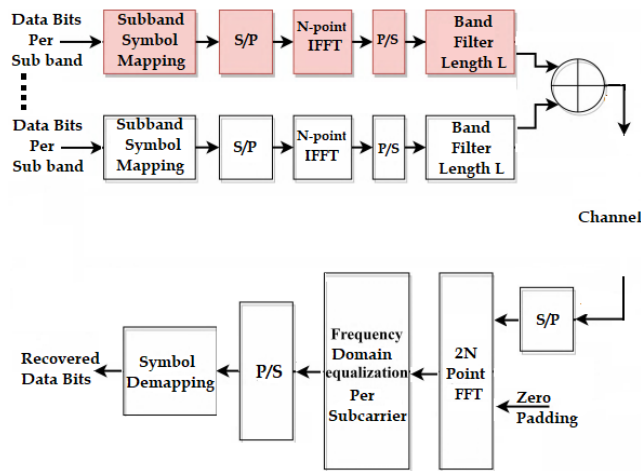 Data Bits
Per
Sub band
Subband
Symbol
Mapping
S/P
N-point
IFFT
P/S
Band
Filter
Length L
Data Bits
Per
Sub band
Subband
Symbol
Mapping
S/P
N-point
IFFT
P/S
Band
Filter
Length L
Channel
Recovered
Data Bits
Symbol
Demapping
P/S
Frequency
Domain
equalization
Per
Subcarrier
2N
Point
FFT
S/P
Zero
Padding